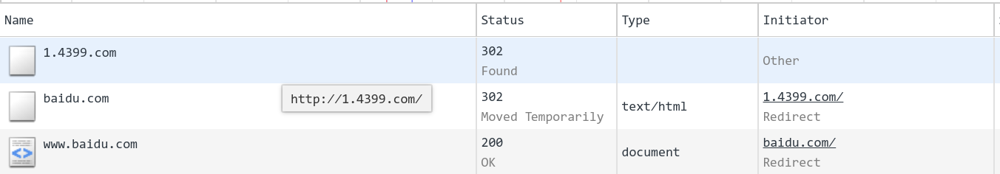 Name Status Type Initiator
1.4399.com 302 Found Other
baidu.com http://1.4399.com/ 302 Moved Temporarily text/html 1.4399.com/ Redirect
www.baidu.com 200 OK document baidu.com/ Redirect